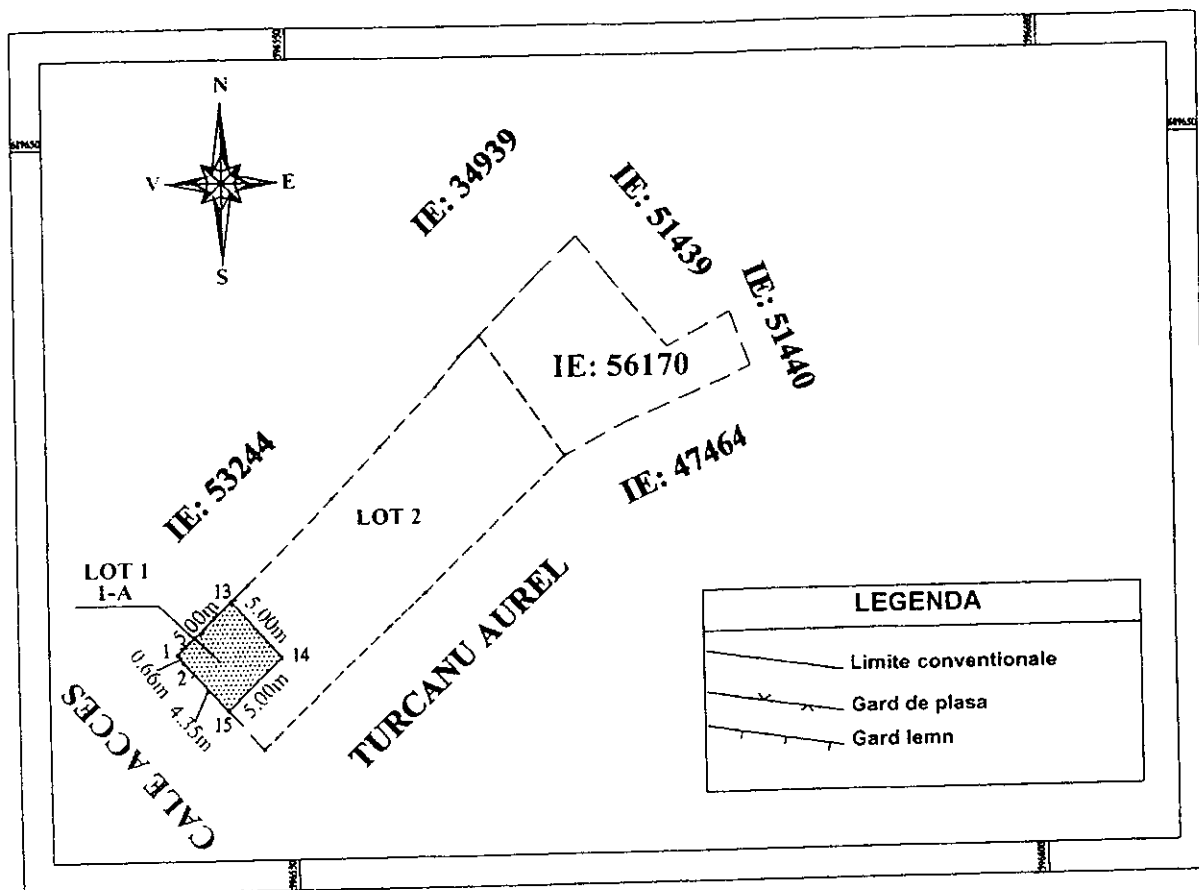 N
V
E
S
IE: 34939
IE: 51439
IE: 51440
IE: 56170
IE: 47464
IE: 53244
LOT 2
LOT 1
1-A
13
5.00m
5.00m
1
14
0.66m
2
4.35m
15
5.00m
CALE ACCCES
TURCANU AUREL
LEGENDA
Limite conventionale
Gard de plasa
Gard lemn